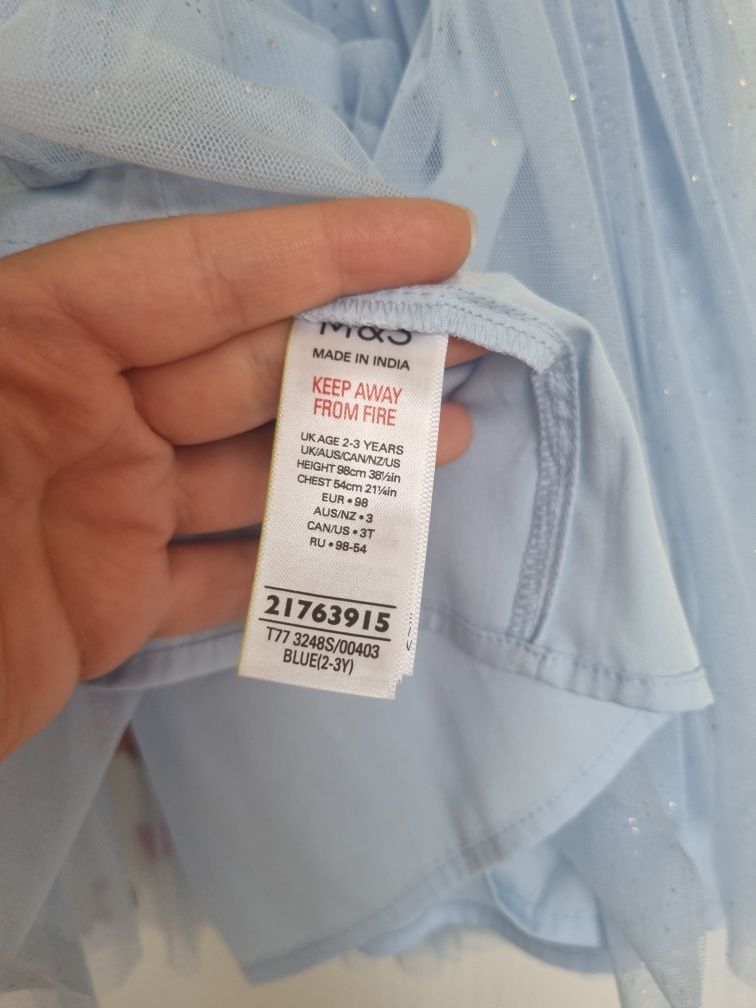 M&S
MADE IN INDIA
KEEP AWAY
FROM FIRE
UK AGE 2-3 YEARS
UK/AUS/CAN/NZ/US
HEIGHT 98cm 38½in
CHEST 54cm 21¼in
EUR • 98
AUS/NZ • 3
CAN/US • 3T
RU • 98-54
21763915
T77 3248S/00403
BLUE(2-3Y)